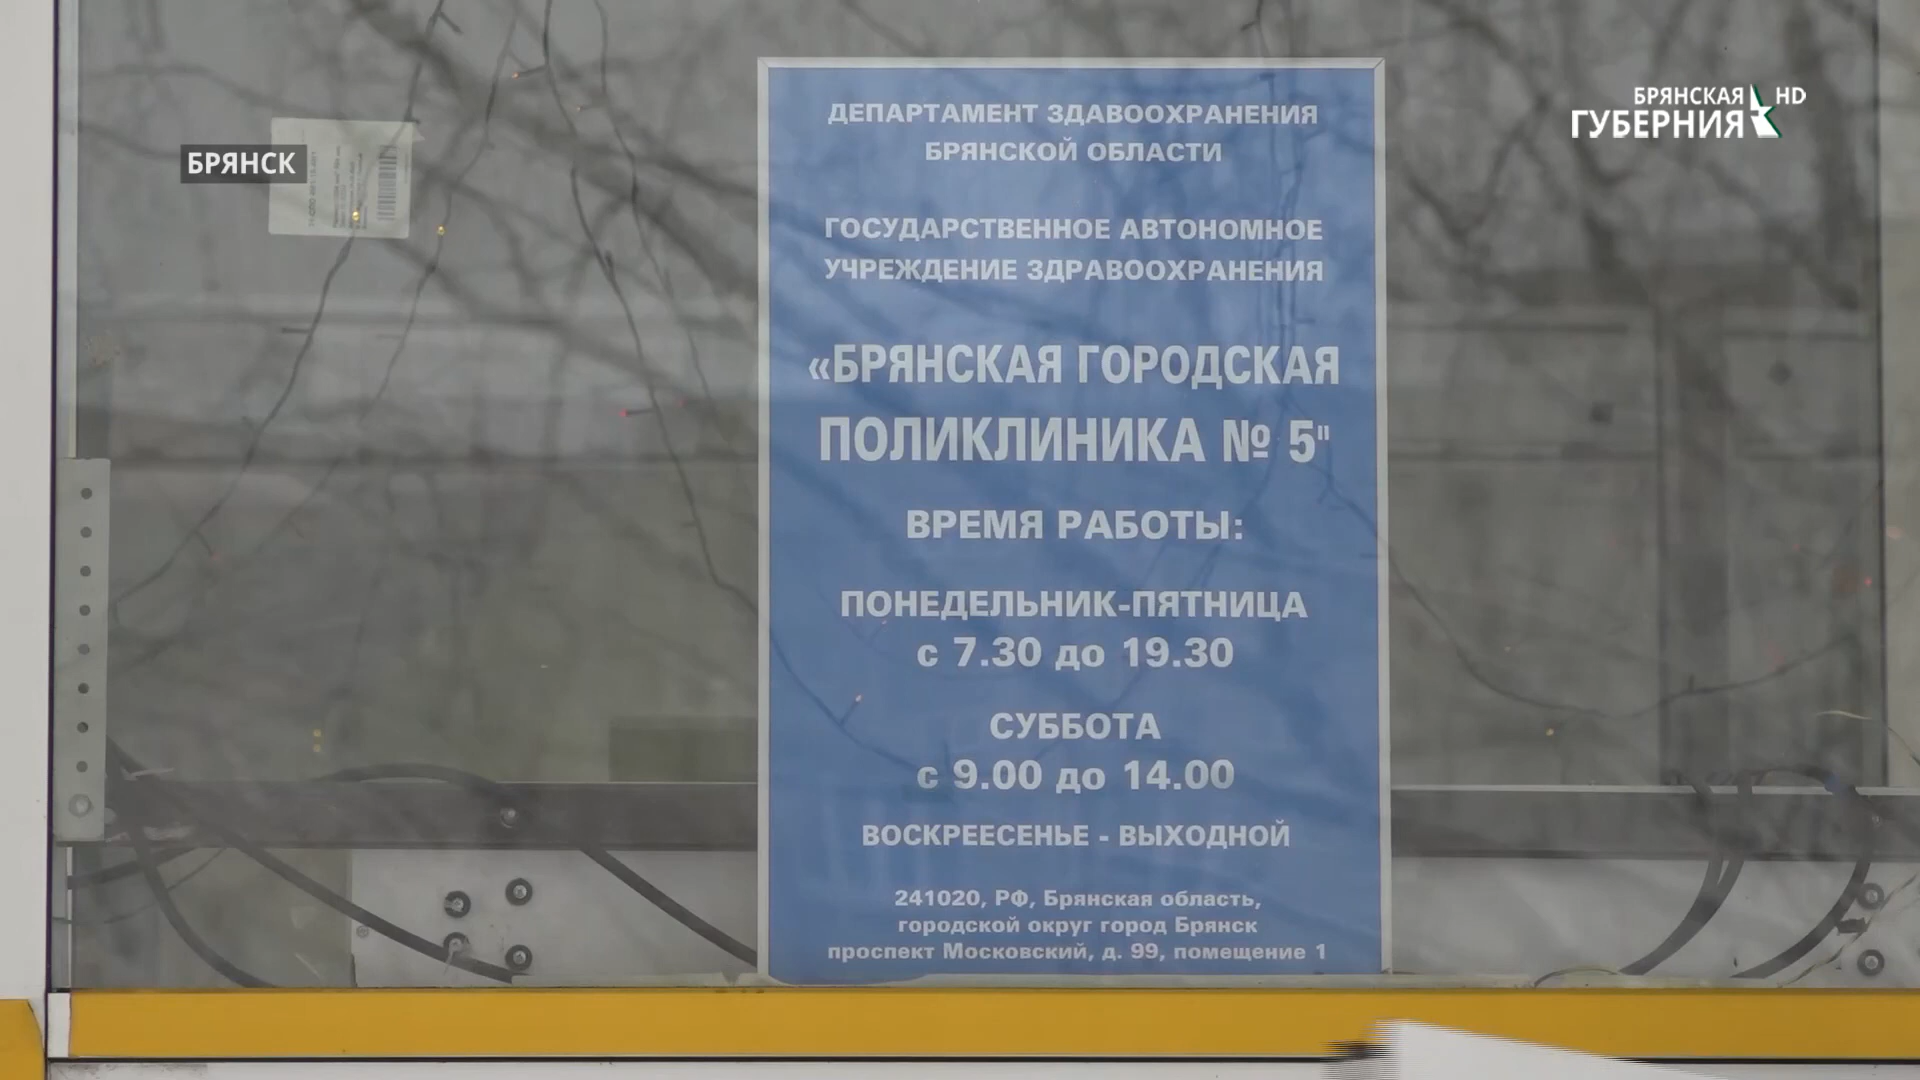 БРЯНСКАЯ HD
ГУБЕРНИЯ
БРЯНСК
ДЕПАРТАМЕНТ ЗДАВООХРАНЕНИЯ
БРЯНСКОЙ ОБЛАСТИ
ГОСУДАРСТВЕННОЕ АВТОНОМНОЕ
УЧРЕЖДЕНИЕ ЗДРАВООХРАНЕНИЯ
«БРЯНСКАЯ ГОРОДСКАЯ
ПОЛИКЛИНИКА № 5"
ВРЕМЯ РАБОТЫ:
ПОНЕДЕЛЬНИК-ПЯТНИЦА
с 7.30 до 19.30
СУББОТА
с 9.00 до 14.00
ВОСКРЕЕСЕНЬЕ - ВЫХОДНОЙ
241020, РФ, Брянская область,
городской округ город Брянск
проспект Московский, д. 99, помещение 1